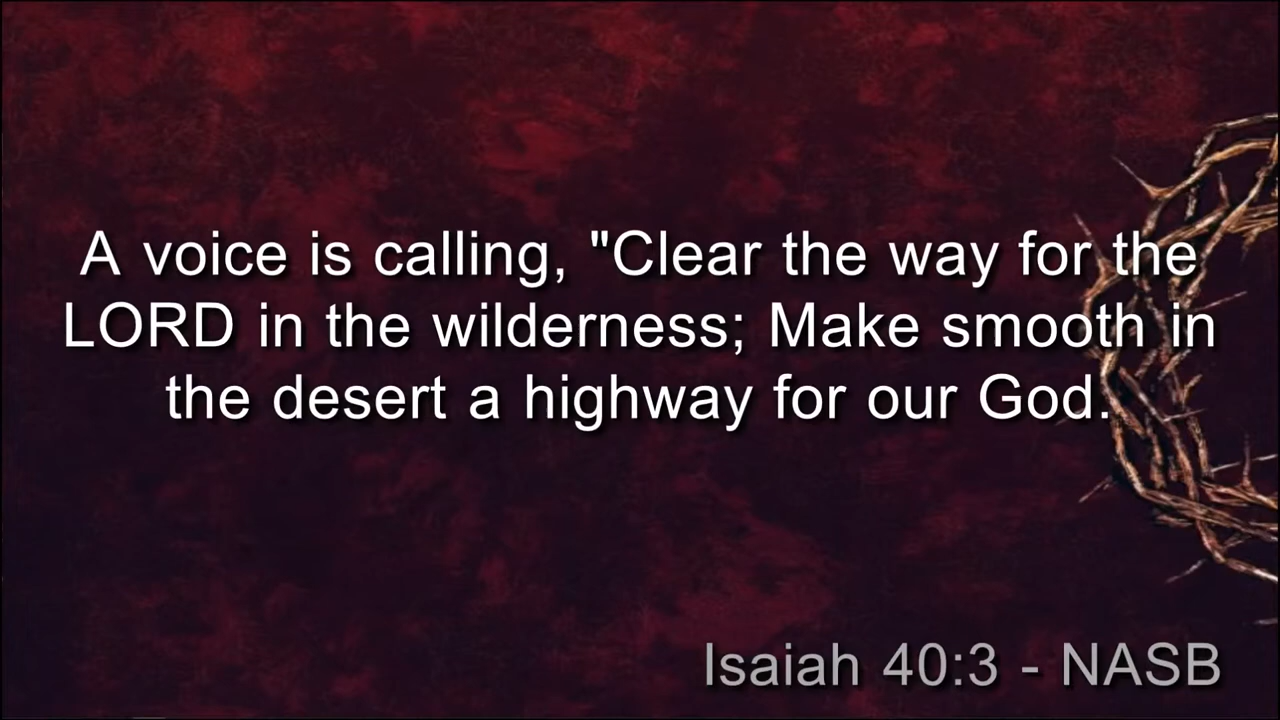 A voice is calling, "Clear the way for the
LORD in the wilderness; Make smooth in
the desert a highway for our God.
Isaiah 40:3 - NASB